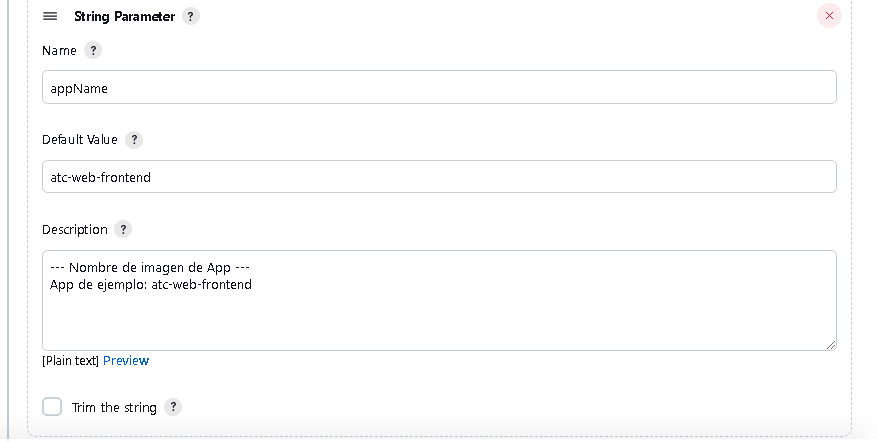 String Parameter ?
Name ?
appName
Default Value ?
atc-web-frontend
Description ?
--- Nombre de imagen de App ---
App de ejemplo: atc-web-frontend
[Plain text] Preview
Trim the string ?